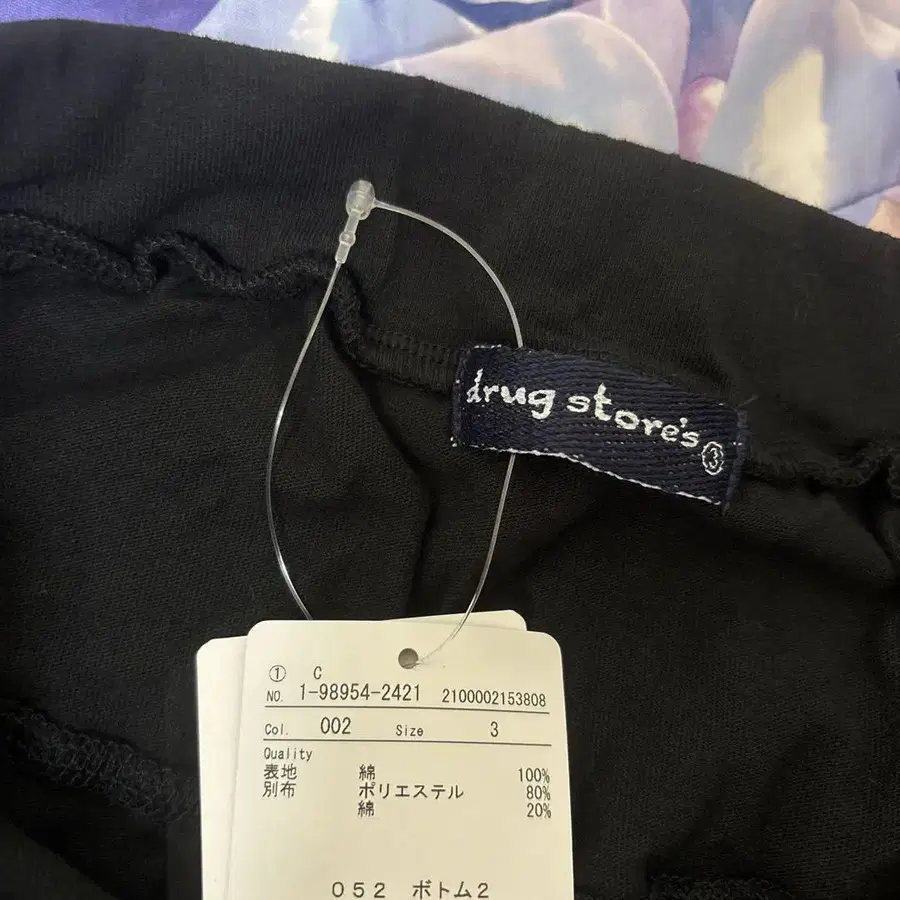 drug store's
③
① C
NO. 1-98954-2421 2100002153808
Col. 002 Size 3
Quality
表地 綿 100%
別布 ポリエステル 80%
綿 20%
052 ボトム2